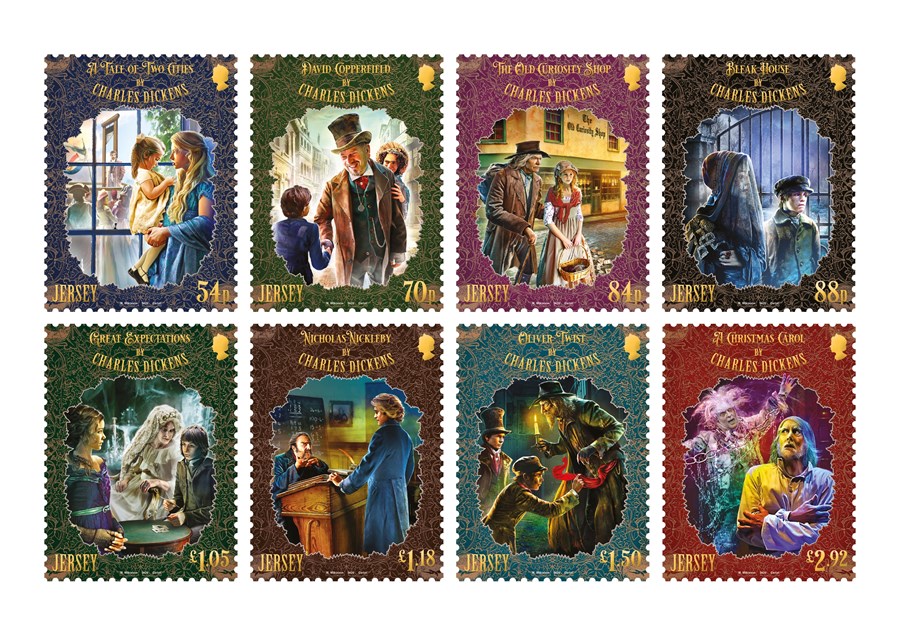 A Tale of Two Cities
BY
CHARLES DICKENS
JERSEY
54p
David Copperfield
BY
CHARLES DICKENS
JERSEY
70p
The Old Curiosity Shop
BY
CHARLES DICKENS
The
Old Curiosity Shop
JERSEY
84p
Bleak House
BY
CHARLES DICKENS
JERSEY
88p
Great Expectations
BY
CHARLES DICKENS
JERSEY
£1.05
Nicholas Nickleby
BY
CHARLES DICKENS
JERSEY
£1.18
Oliver Twist
BY
CHARLES DICKENS
JERSEY
£1.50
A Christmas Carol
BY
CHARLES DICKENS
JERSEY
£2.92